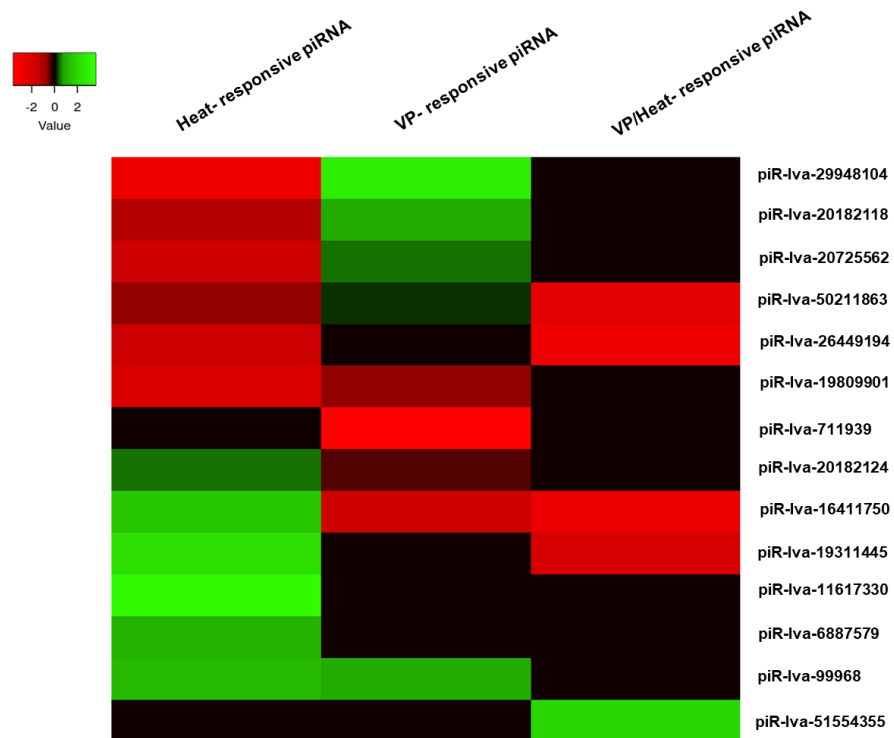 Heat- responsive piRNA
VP- responsive piRNA
VP/Heat- responsive piRNA
-2 0 2
Value
piR-lva-29948104
piR-lva-20182118
piR-lva-20725562
piR-lva-50211863
piR-lva-26449194
piR-lva-19809901
piR-lva-711939
piR-lva-20182124
piR-lva-16411750
piR-lva-19311445
piR-lva-11617330
piR-lva-6887579
piR-lva-99968
piR-lva-51554355